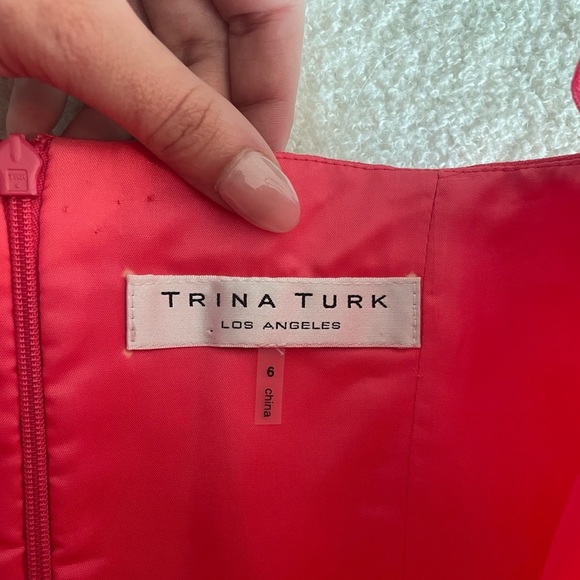 TRINA TURK
LOS ANGELES
6
china